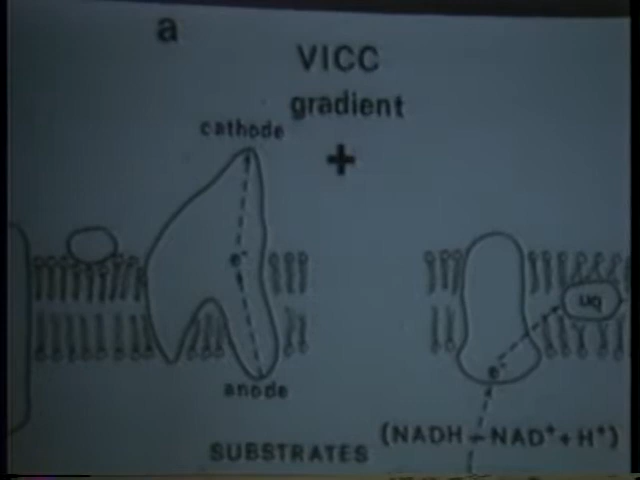 a
VICC
gradient
cathode
+
e⁻
uq
e⁻
anode
(NADH – NAD⁺ + H⁺)
SUBSTRATES